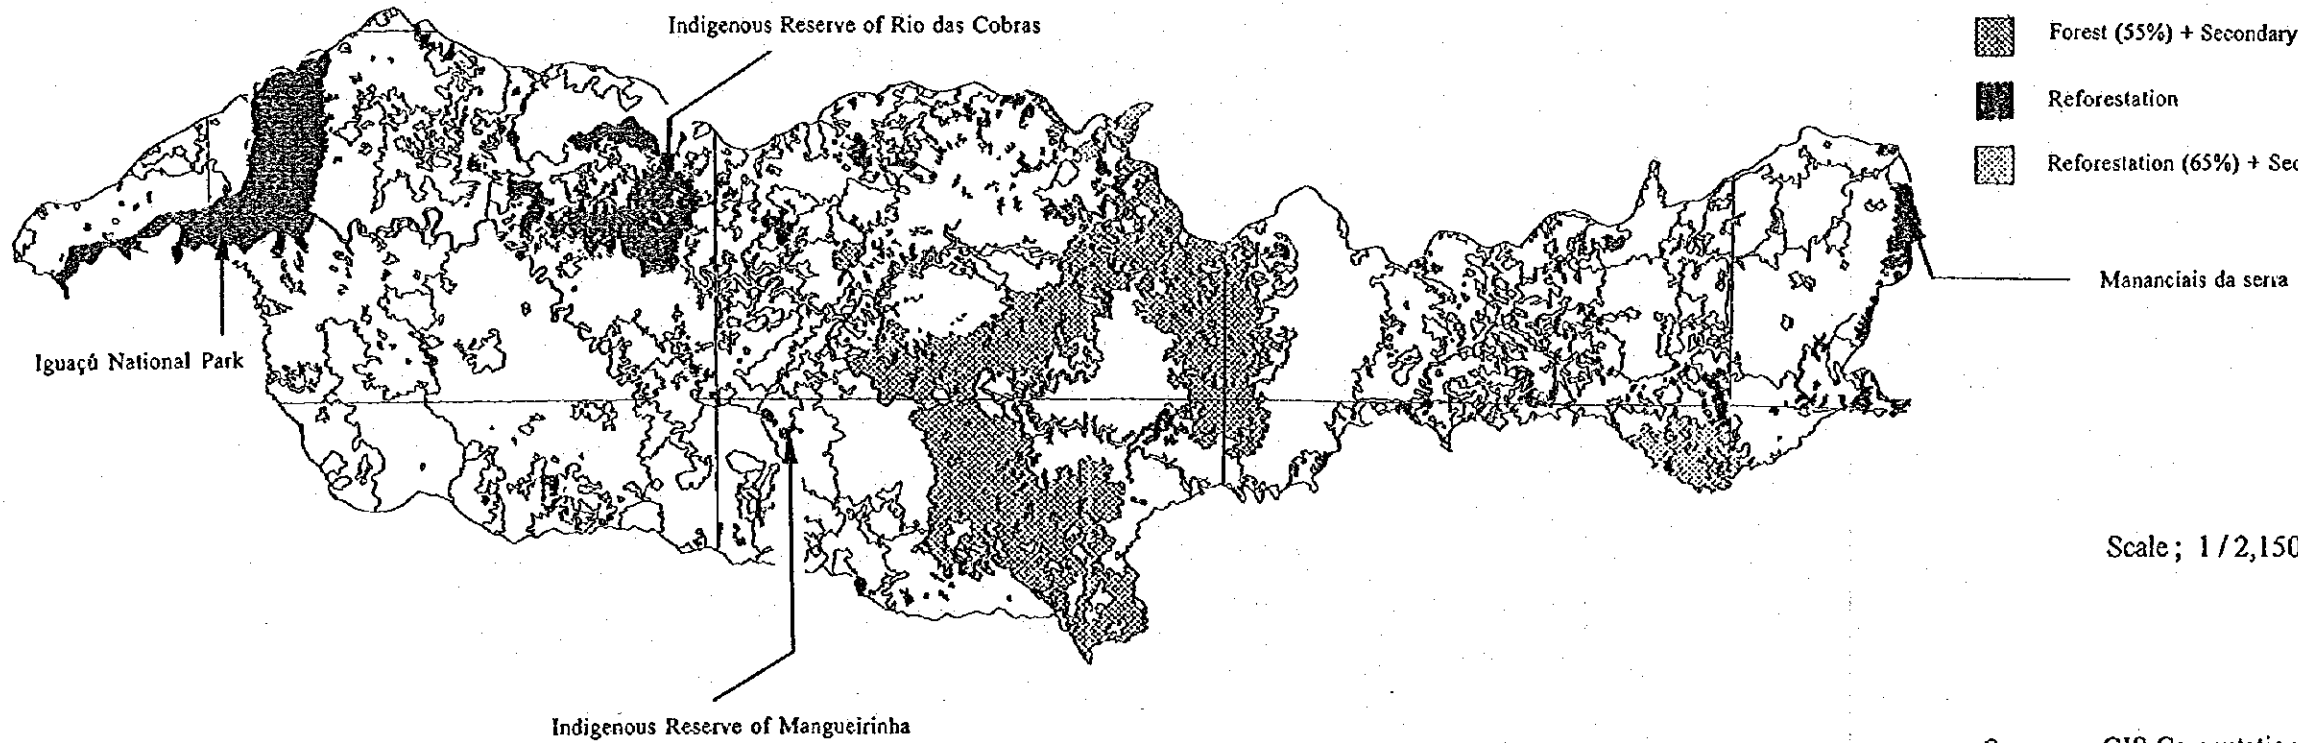 Indigenous Reserve of Rio das Cobras
Forest (55%) + Secondary
Reforestation
Reforestation (65%) + Sec
Mananciais da serra
Iguaçú National Park
Scale ; 1 / 2,150
Indigenous Reserve of Mangueirinha